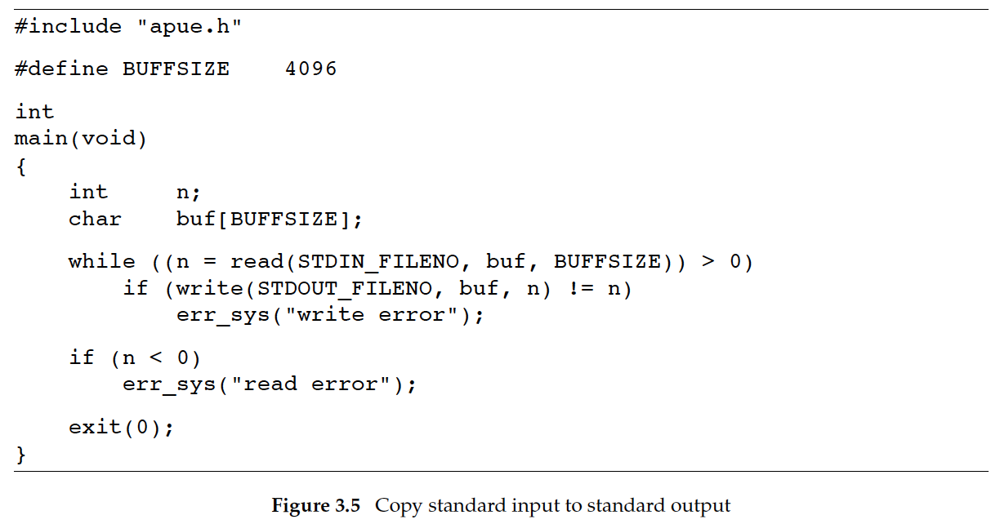 #include "apue.h"
#define BUFFSIZE    4096
int
main(void)
{
    int     n;
    char    buf[BUFFSIZE];
    while ((n = read(STDIN_FILENO, buf, BUFFSIZE)) > 0)
        if (write(STDOUT_FILENO, buf, n) != n)
            err_sys("write error");
    if (n < 0)
        err_sys("read error");
    exit(0);
}
Figure 3.5 Copy standard input to standard output